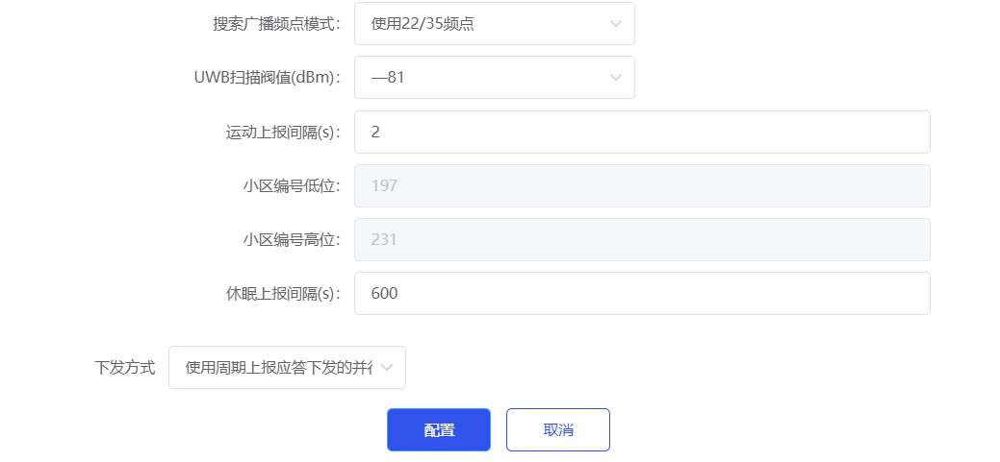 搜索广播频点模式： 使用22/35频点
UWB扫描阀值(dBm)： —81
运动上报间隔(s)： 2
小区编号低位： 197
小区编号高位： 231
休眠上报间隔(s)： 600
下发方式 使用周期上报应答下发的并
配置 取消